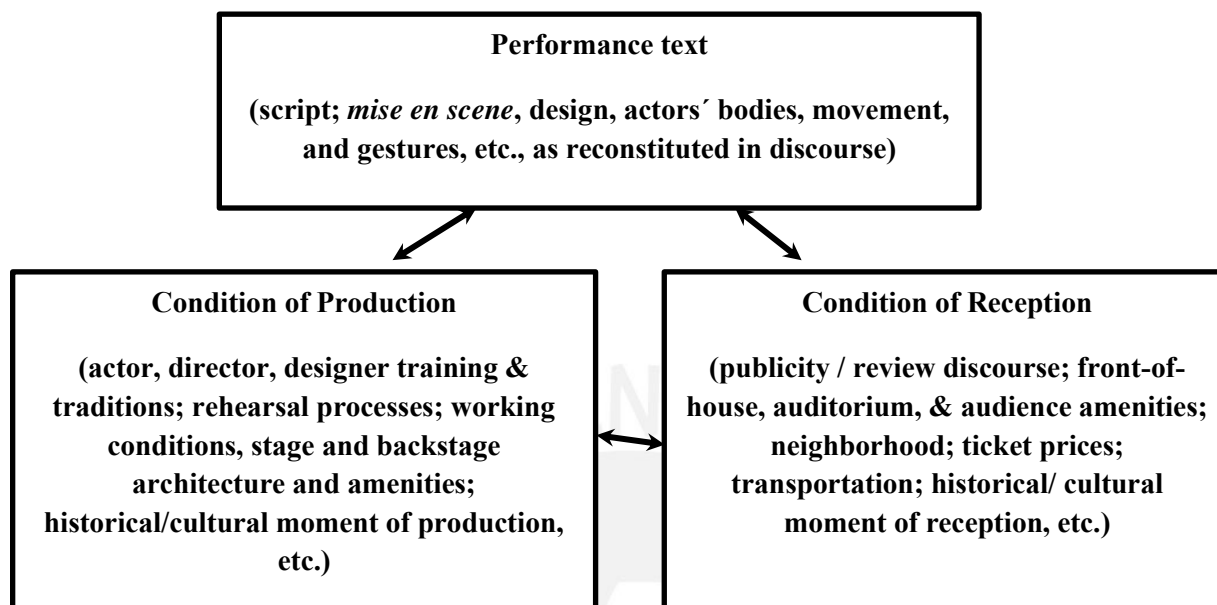 Performance text
(script; mise en scene, design, actors´ bodies, movement,
and gestures, etc., as reconstituted in discourse)
Condition of Production
(actor, director, designer training &
traditions; rehearsal processes; working
conditions, stage and backstage
architecture and amenities;
historical/cultural moment of production,
etc.)
Condition of Reception
(publicity / review discourse; front-of-
house, auditorium, & audience amenities;
neighborhood; ticket prices;
transportation; historical/ cultural
moment of reception, etc.)